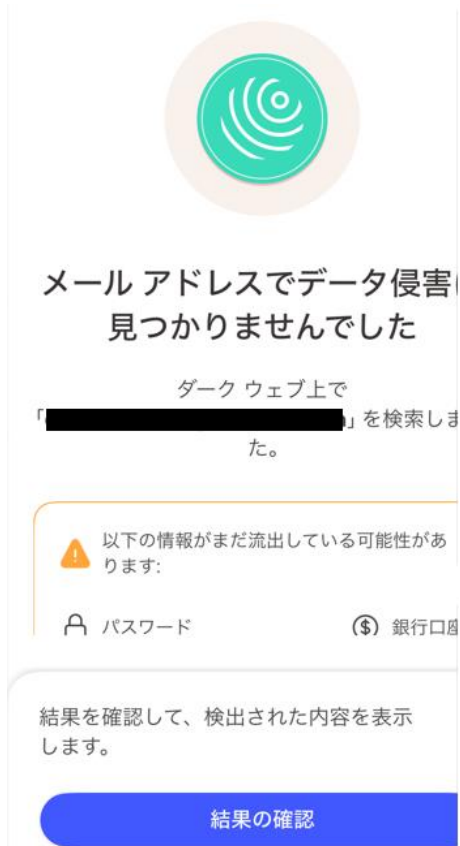 メール アドレスでデータ侵害は
見つかりませんでした
ダーク ウェブ上で
「 」を検索しま
た。
以下の情報がまだ流出している可能性があ
ります:
パスワード
銀行口座
結果を確認して、検出された内容を表示
します。
結果の確認